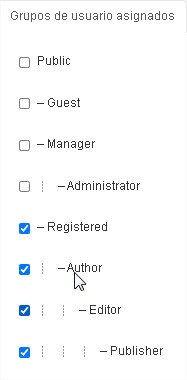 Grupos de usuario asignados
Public
– Guest
– Manager
– Administrator
– Registered
– Author
– Editor
– Publisher